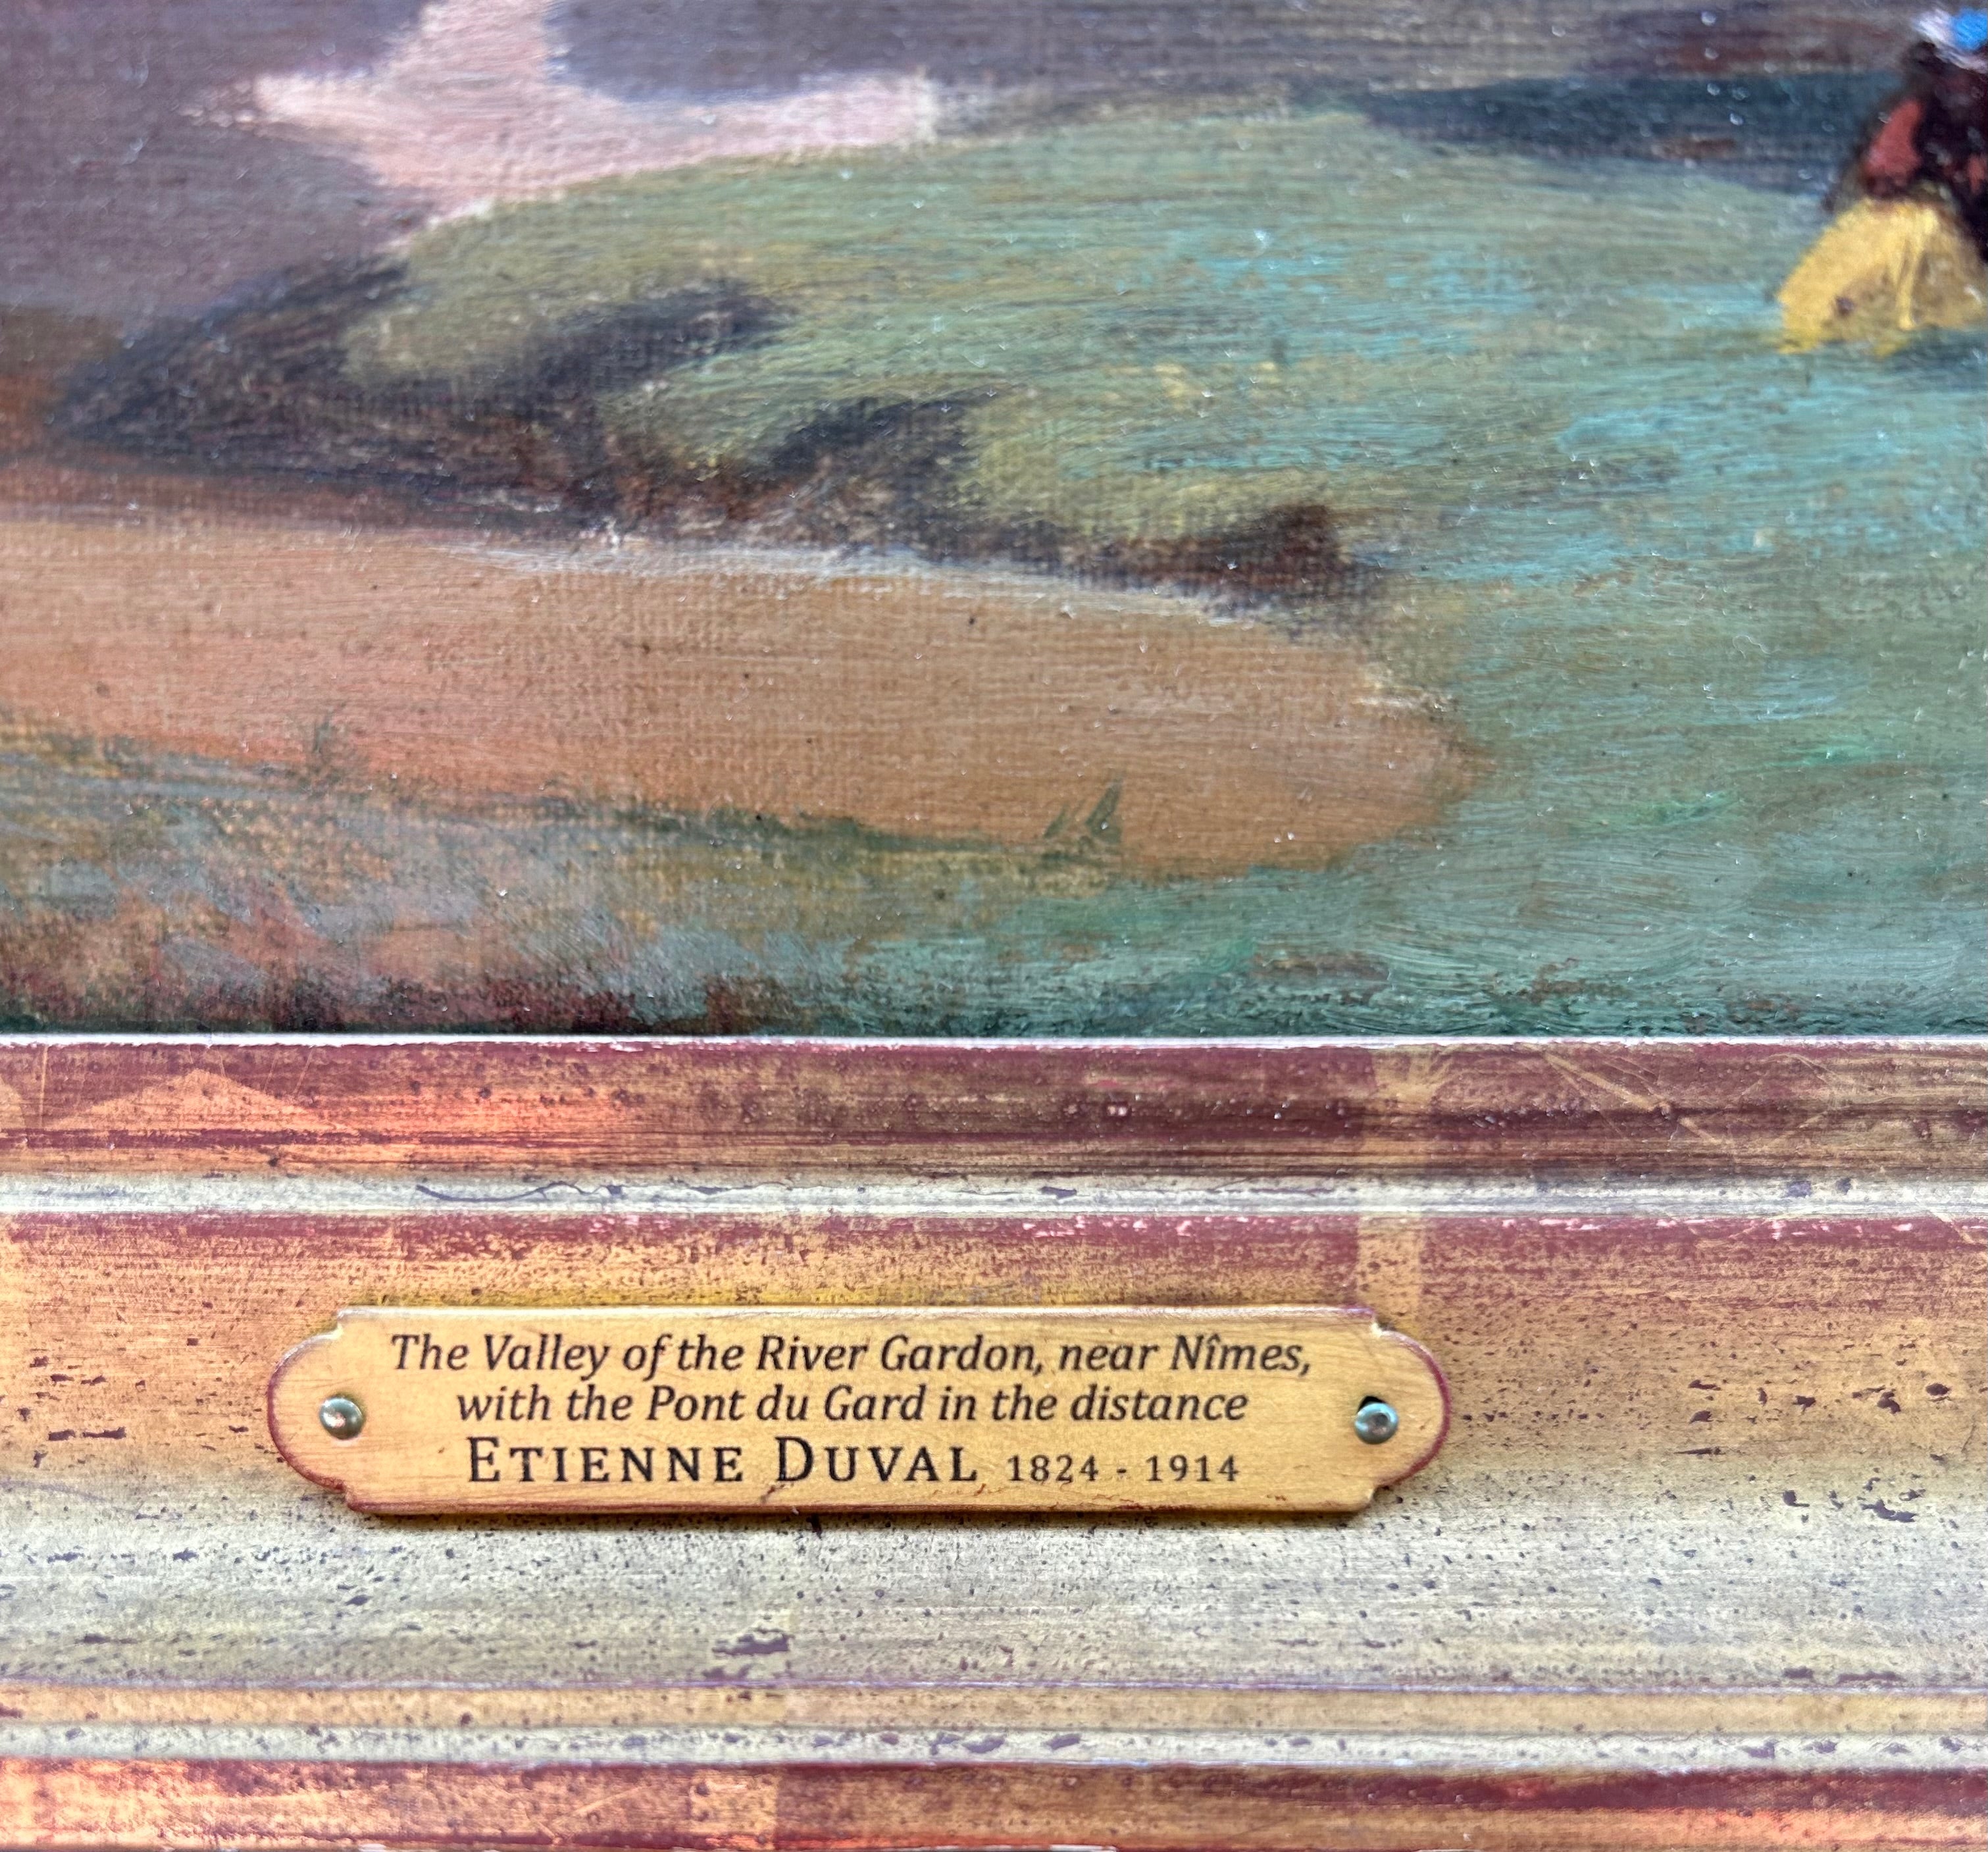 The Valley of the River Gardon, near Nîmes,
with the Pont du Gard in the distance
ETIENNE DUVAL 1824 - 1914